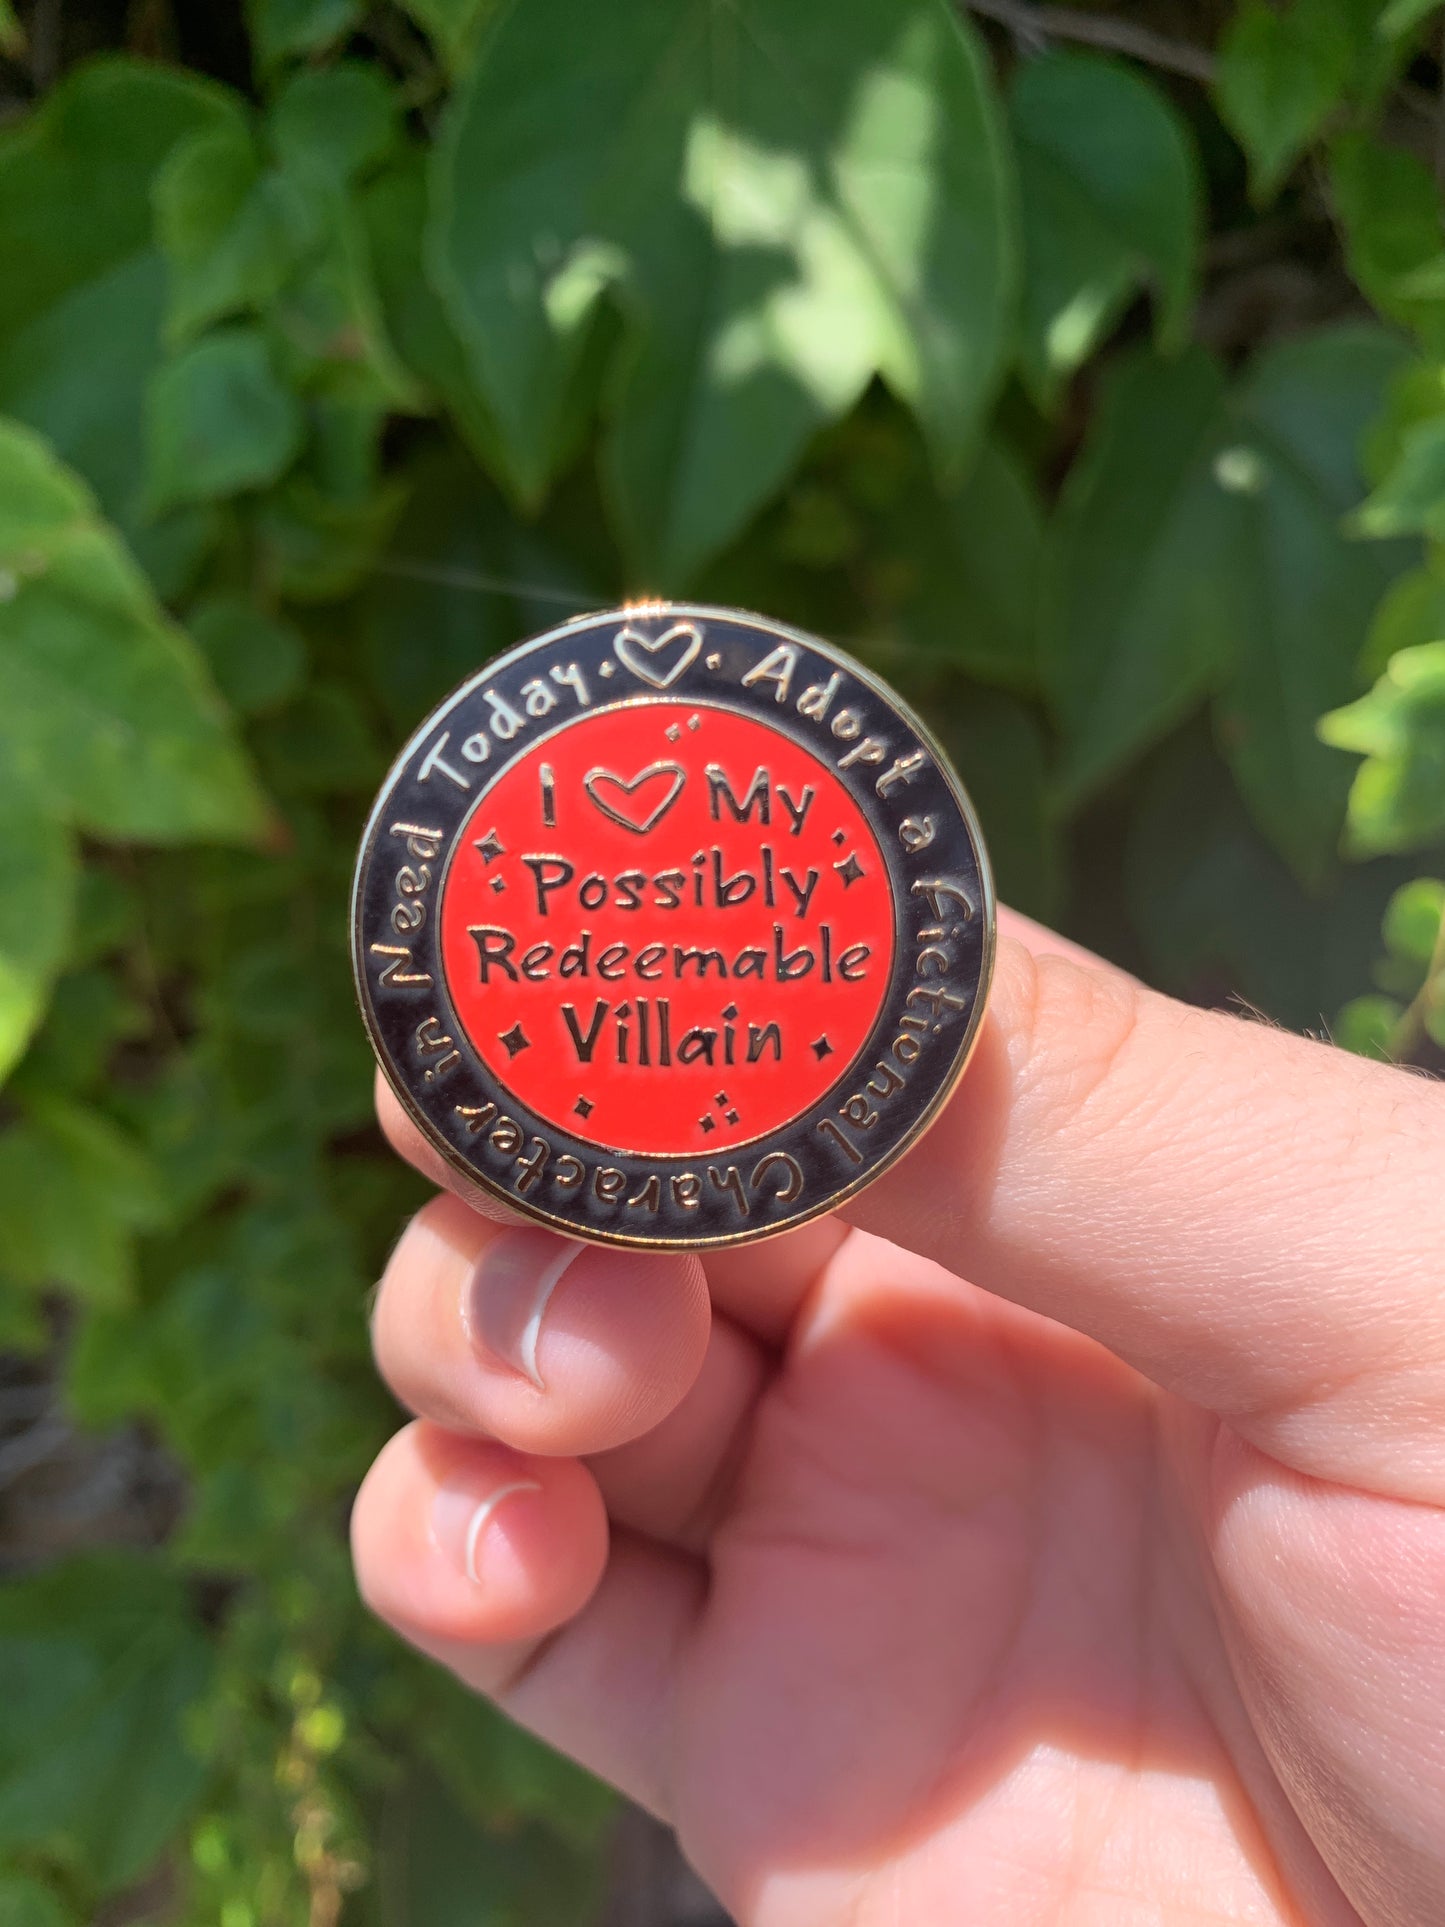 Adopt a Fictional Character in Need Today
I ♡ My
Possibly
Redeemable
Villain